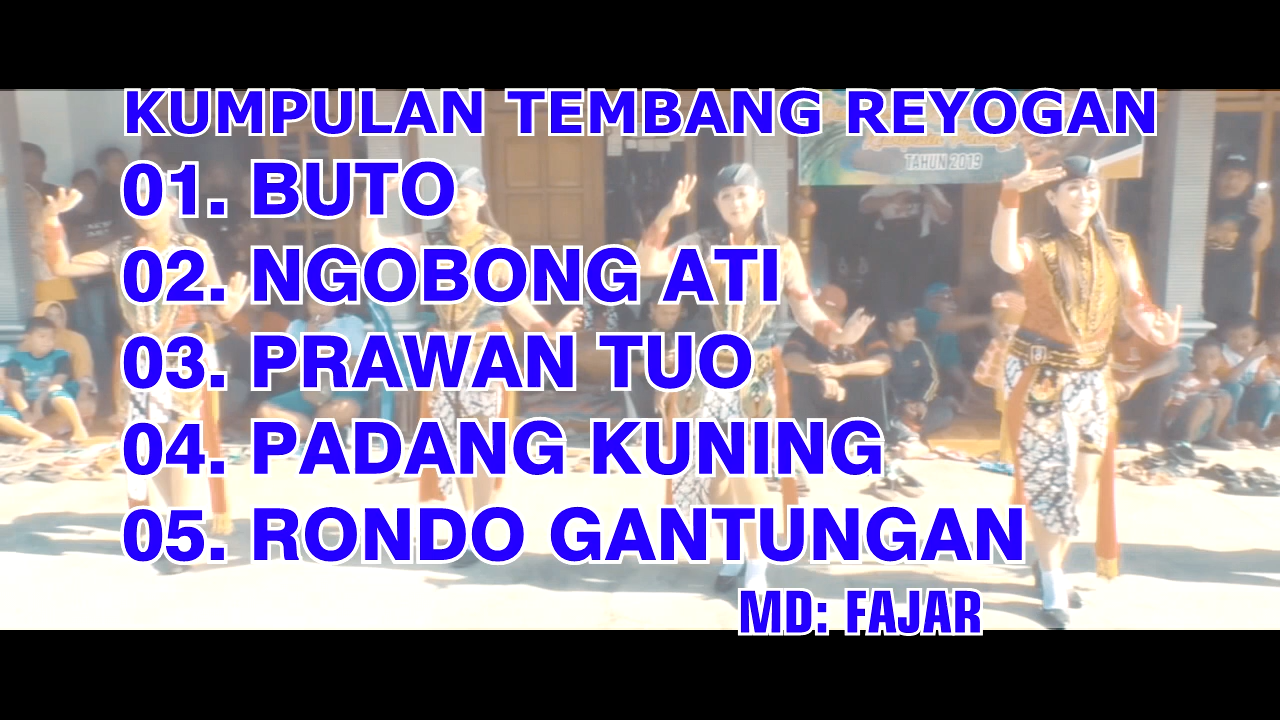 KUMPULAN TEMBANG REYOGAN
TAHUN 2019
01. BUTO
02. NGOBONG ATI
03. PRAWAN TUO
04. PADANG KUNING
05. RONDO GANTUNGAN
MD: FAJAR